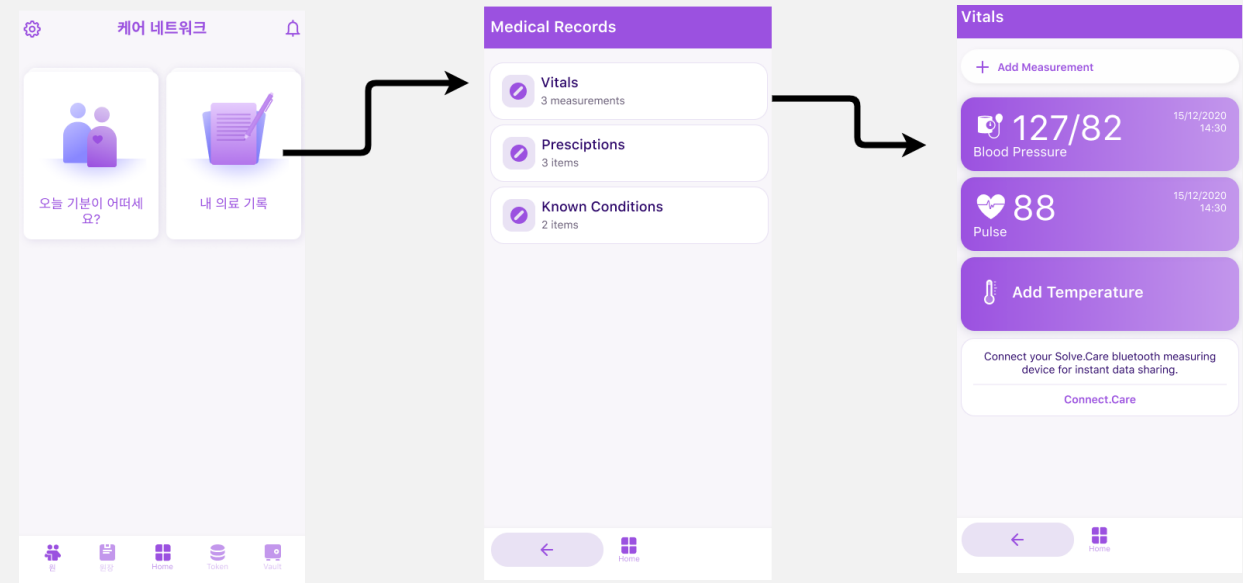 케어 네트워크
오늘 기분이 어떠세
요?
내 의료 기록
원
원장
Home
Token
Vault
Medical Records
Vitals
3 measurements
Presciptions
3 items
Known Conditions
2 items
Home
Vitals
Add Measurement
127/82
15/12/2020
14:30
Blood Pressure
88
15/12/2020
14:30
Pulse
Add Temperature
Connect your Solve.Care bluetooth measuring
device for instant data sharing.
Connect.Care
Home